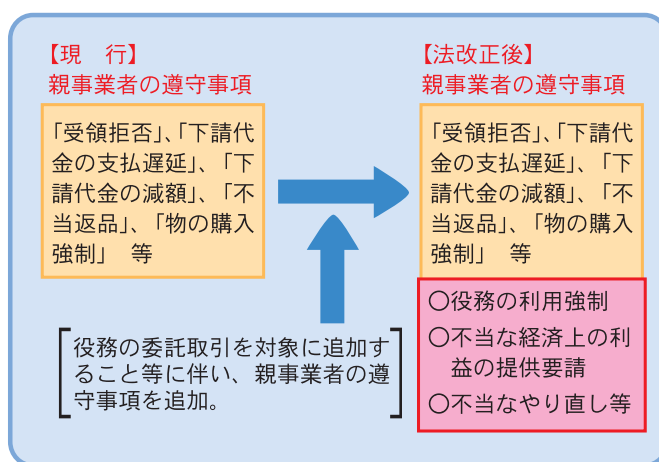 【現　行】
親事業者の遵守事項
「受領拒否」、「下請代
金の支払遅延」、「下
請代金の減額」、「不
当返品」、「物の購入
強制」　等
役務の委託取引を対象に追加す
ること等に伴い、親事業者の遵
守事項を追加。
【法改正後】
親事業者の遵守事項
「受領拒否」、「下請代
金の支払遅延」、「下
請代金の減額」、「不
当返品」、「物の購入
強制」　等
○役務の利用強制
○不当な経済上の利
益の提供要請
○不当なやり直し等